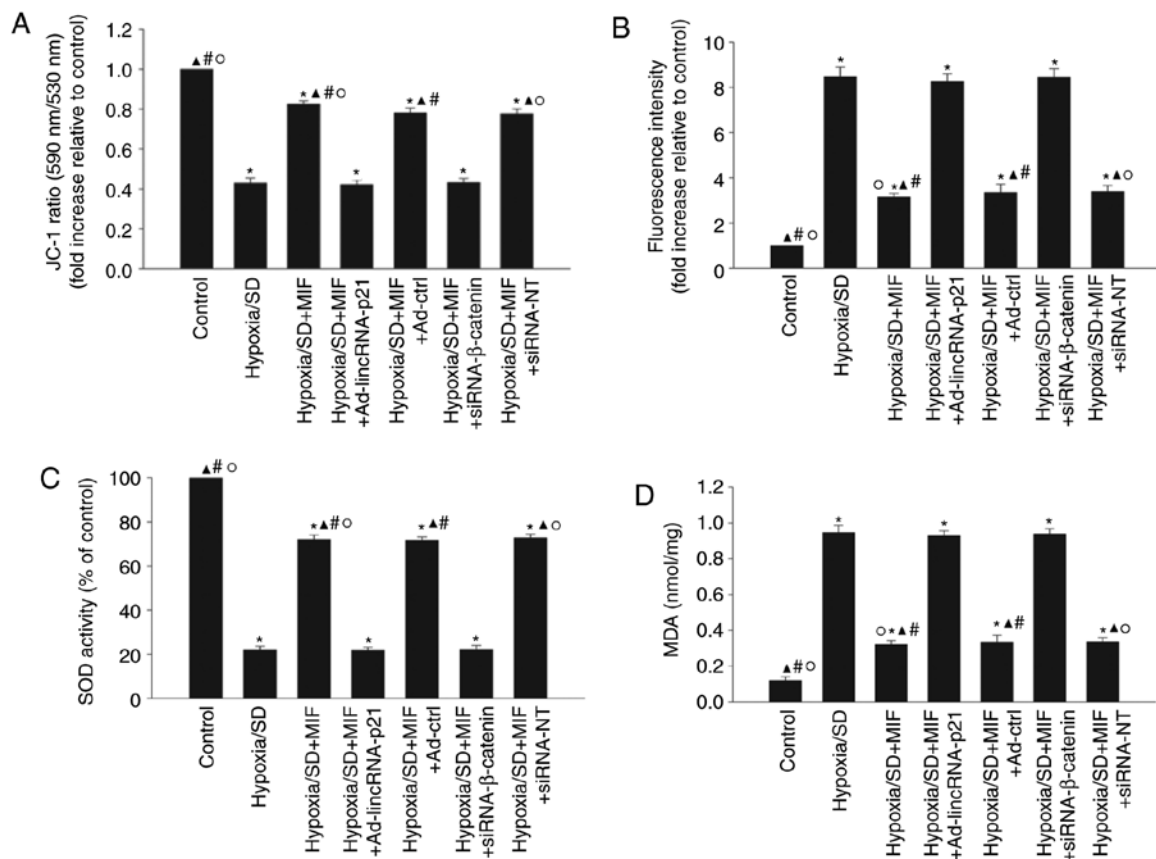 A
JC-1 ratio (590 nm/530 nm)
(fold increase relative to control)
1.2
1.0
0.8
0.6
0.4
0.2
0.0
▲#○
*
*▲#○
*
*▲#
*
*▲○
Control
Hypoxia/SD
Hypoxia/SD+MIF
Hypoxia/SD+MIF
+Ad-lincRNA-p21
Hypoxia/SD+MIF
+Ad-ctrl
Hypoxia/SD+MIF
+siRNA-β-catenin
Hypoxia/SD+MIF
+siRNA-NT
B
Fluorescence intensity
(fold increase relative to control)
10
8
6
4
2
0
▲#○
*
○*▲#
*
*▲#
*
*▲○
Control
Hypoxia/SD
Hypoxia/SD+MIF
Hypoxia/SD+MIF
+Ad-lincRNA-p21
Hypoxia/SD+MIF
+Ad-ctrl
Hypoxia/SD+MIF
+siRNA-β-catenin
Hypoxia/SD+MIF
+siRNA-NT
C
SOD activity (% of control)
100
80
60
40
20
0
▲#○
*
*▲#○
*
*▲#
*
*▲○
Control
Hypoxia/SD
Hypoxia/SD+MIF
Hypoxia/SD+MIF
+Ad-lincRNA-p21
Hypoxia/SD+MIF
+Ad-ctrl
Hypoxia/SD+MIF
+siRNA-β-catenin
Hypoxia/SD+MIF
+siRNA-NT
D
MDA (nmol/mg)
1.2
1.0
0.8
0.6
0.4
0.2
0.0
▲#○
*
○*▲#
*
*▲#
*
*▲○
Control
Hypoxia/SD
Hypoxia/SD+MIF
Hypoxia/SD+MIF
+Ad-lincRNA-p21
Hypoxia/SD+MIF
+Ad-ctrl
Hypoxia/SD+MIF
+siRNA-β-catenin
Hypoxia/SD+MIF
+siRNA-NT